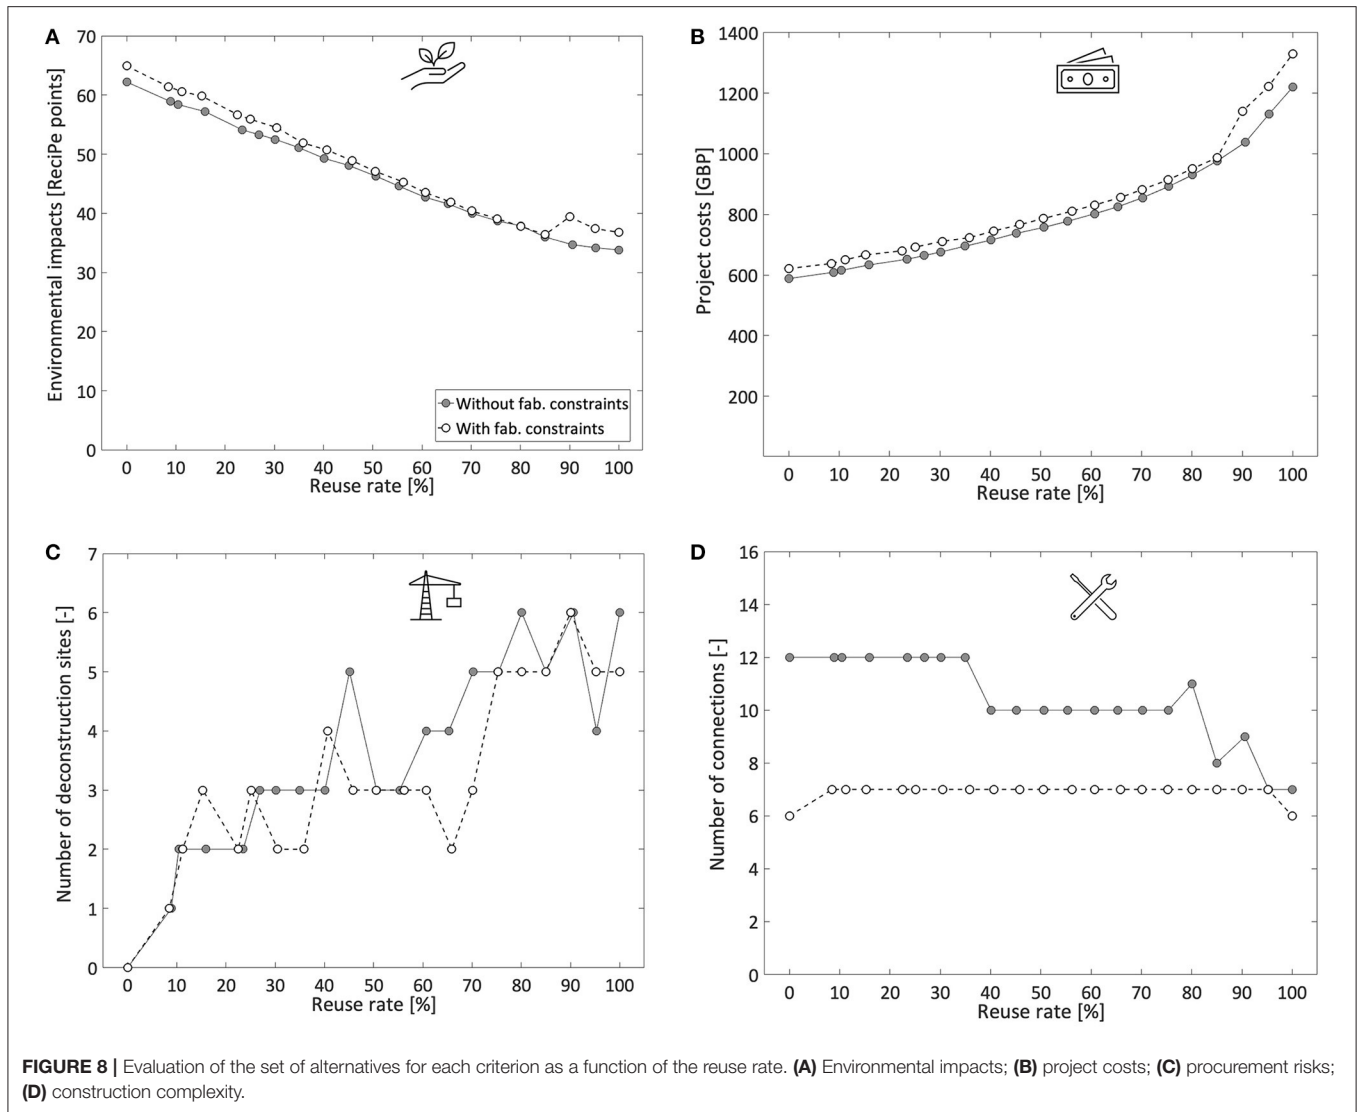 A
70
60
50
40
30
20
10
0
Environmental impacts [ReciPe points]
Without fab. constraints
With fab. constraints
0 10 20 30 40 50 60 70 80 90 100
Reuse rate [%]
B
1400
1200
1000
800
600
400
200
Project costs [GBP]
0 10 20 30 40 50 60 70 80 90 100
Reuse rate [%]
C
7
6
5
4
3
2
1
0
Number of deconstruction sites [-]
0 10 20 30 40 50 60 70 80 90 100
Reuse rate [%]
D
16
14
12
10
8
6
4
2
0
Number of connections [-]
0 10 20 30 40 50 60 70 80 90 100
Reuse rate [%]
FIGURE 8 | Evaluation of the set of alternatives for each criterion as a function of the reuse rate. (A) Environmental impacts; (B) project costs; (C) procurement risks;
(D) construction complexity.